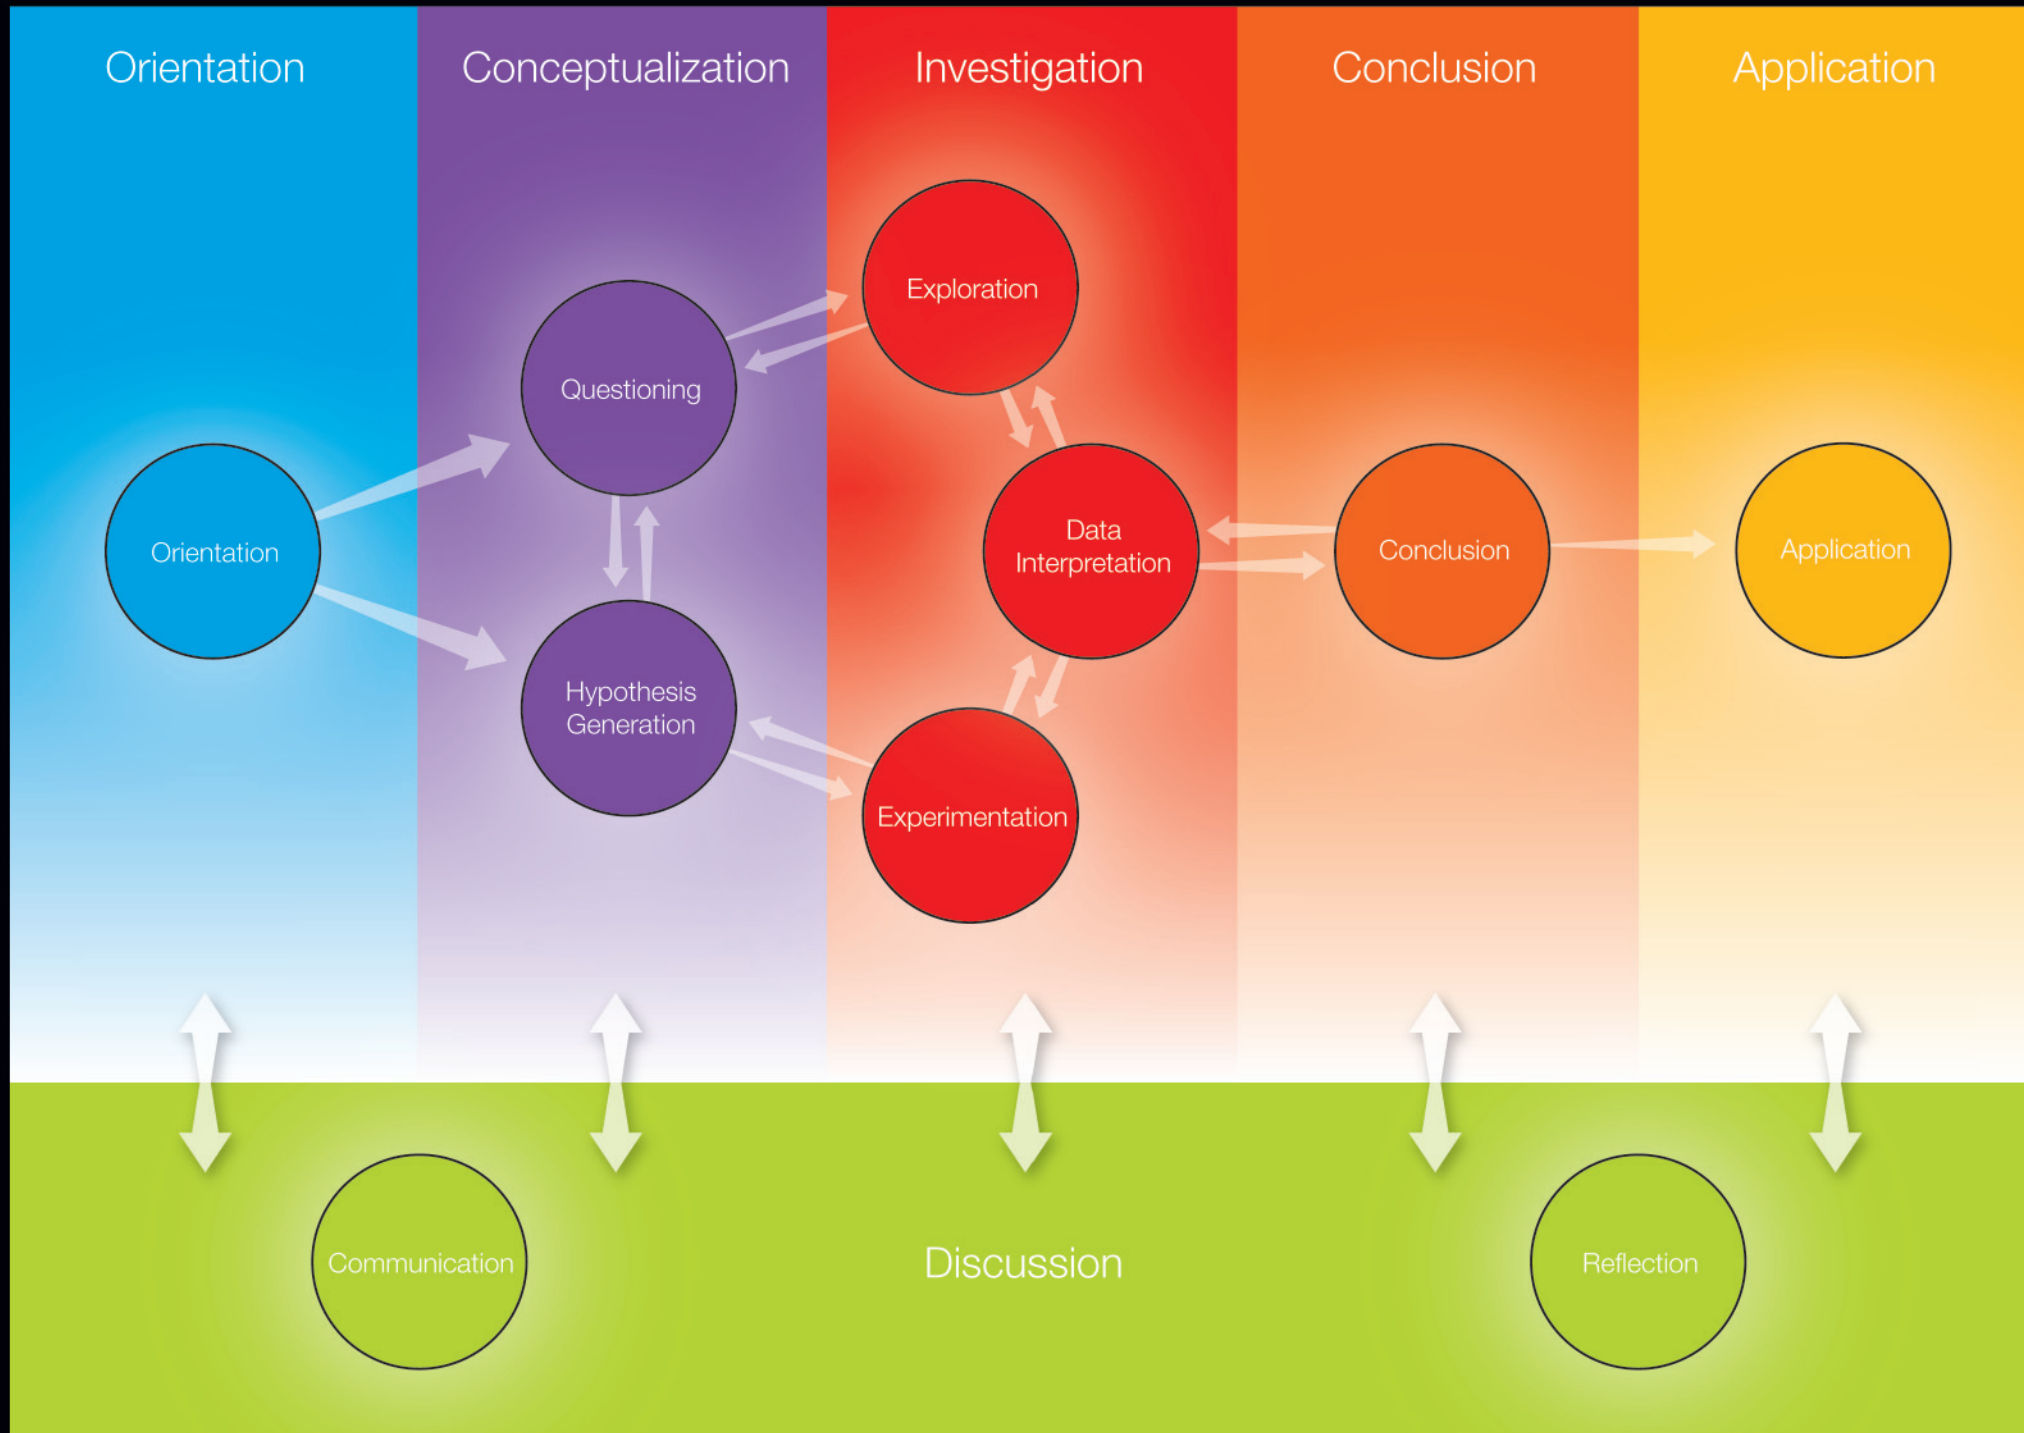 Orientation
Conceptualization
Investigation
Conclusion
Application
Exploration
Questioning
Orientation
Data
Interpretation
Conclusion
Application
Hypothesis
Generation
Experimentation
Communication
Discussion
Reflection